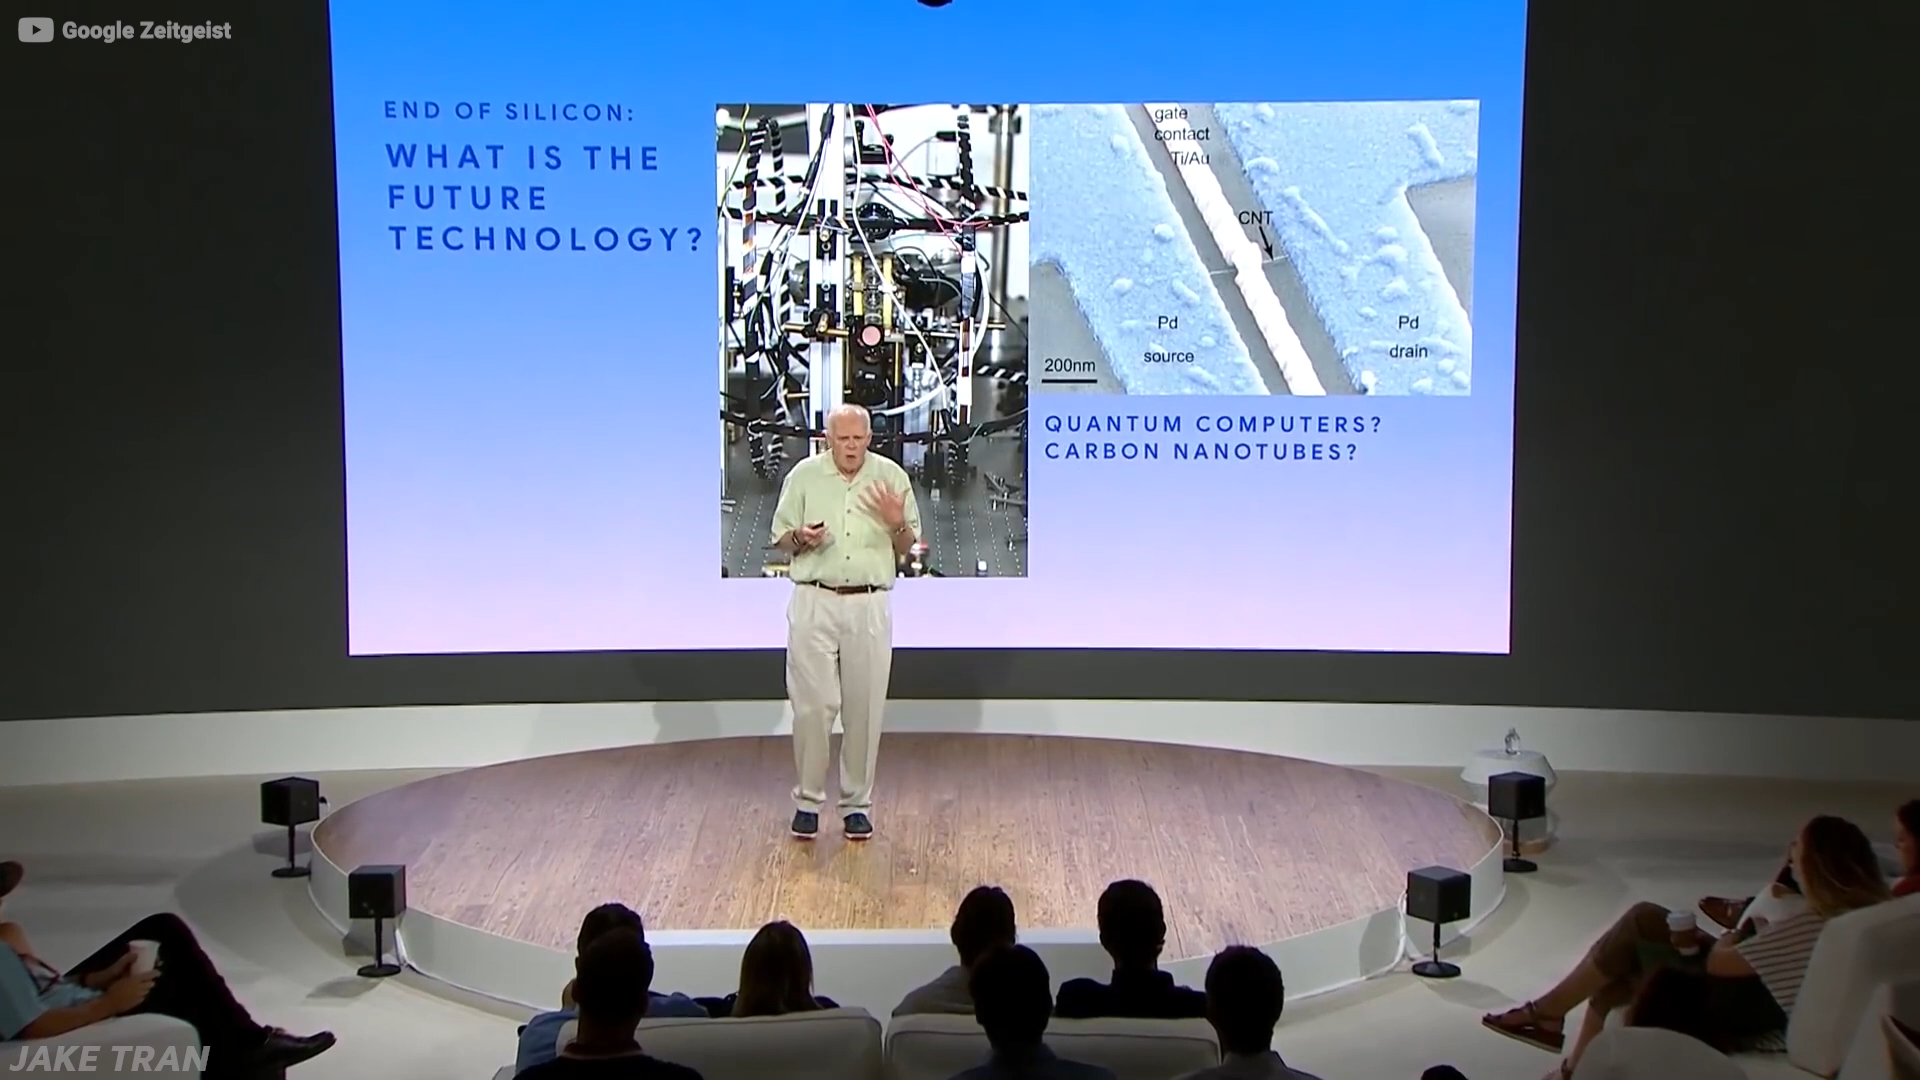 Google Zeitgeist
END OF SILICON:
WHAT IS THE
FUTURE
TECHNOLOGY?
gate
contact
Ti/Au
CNT
Pd
source
Pd
drain
200nm
QUANTUM COMPUTERS?
CARBON NANOTUBES?
JAKE TRAN